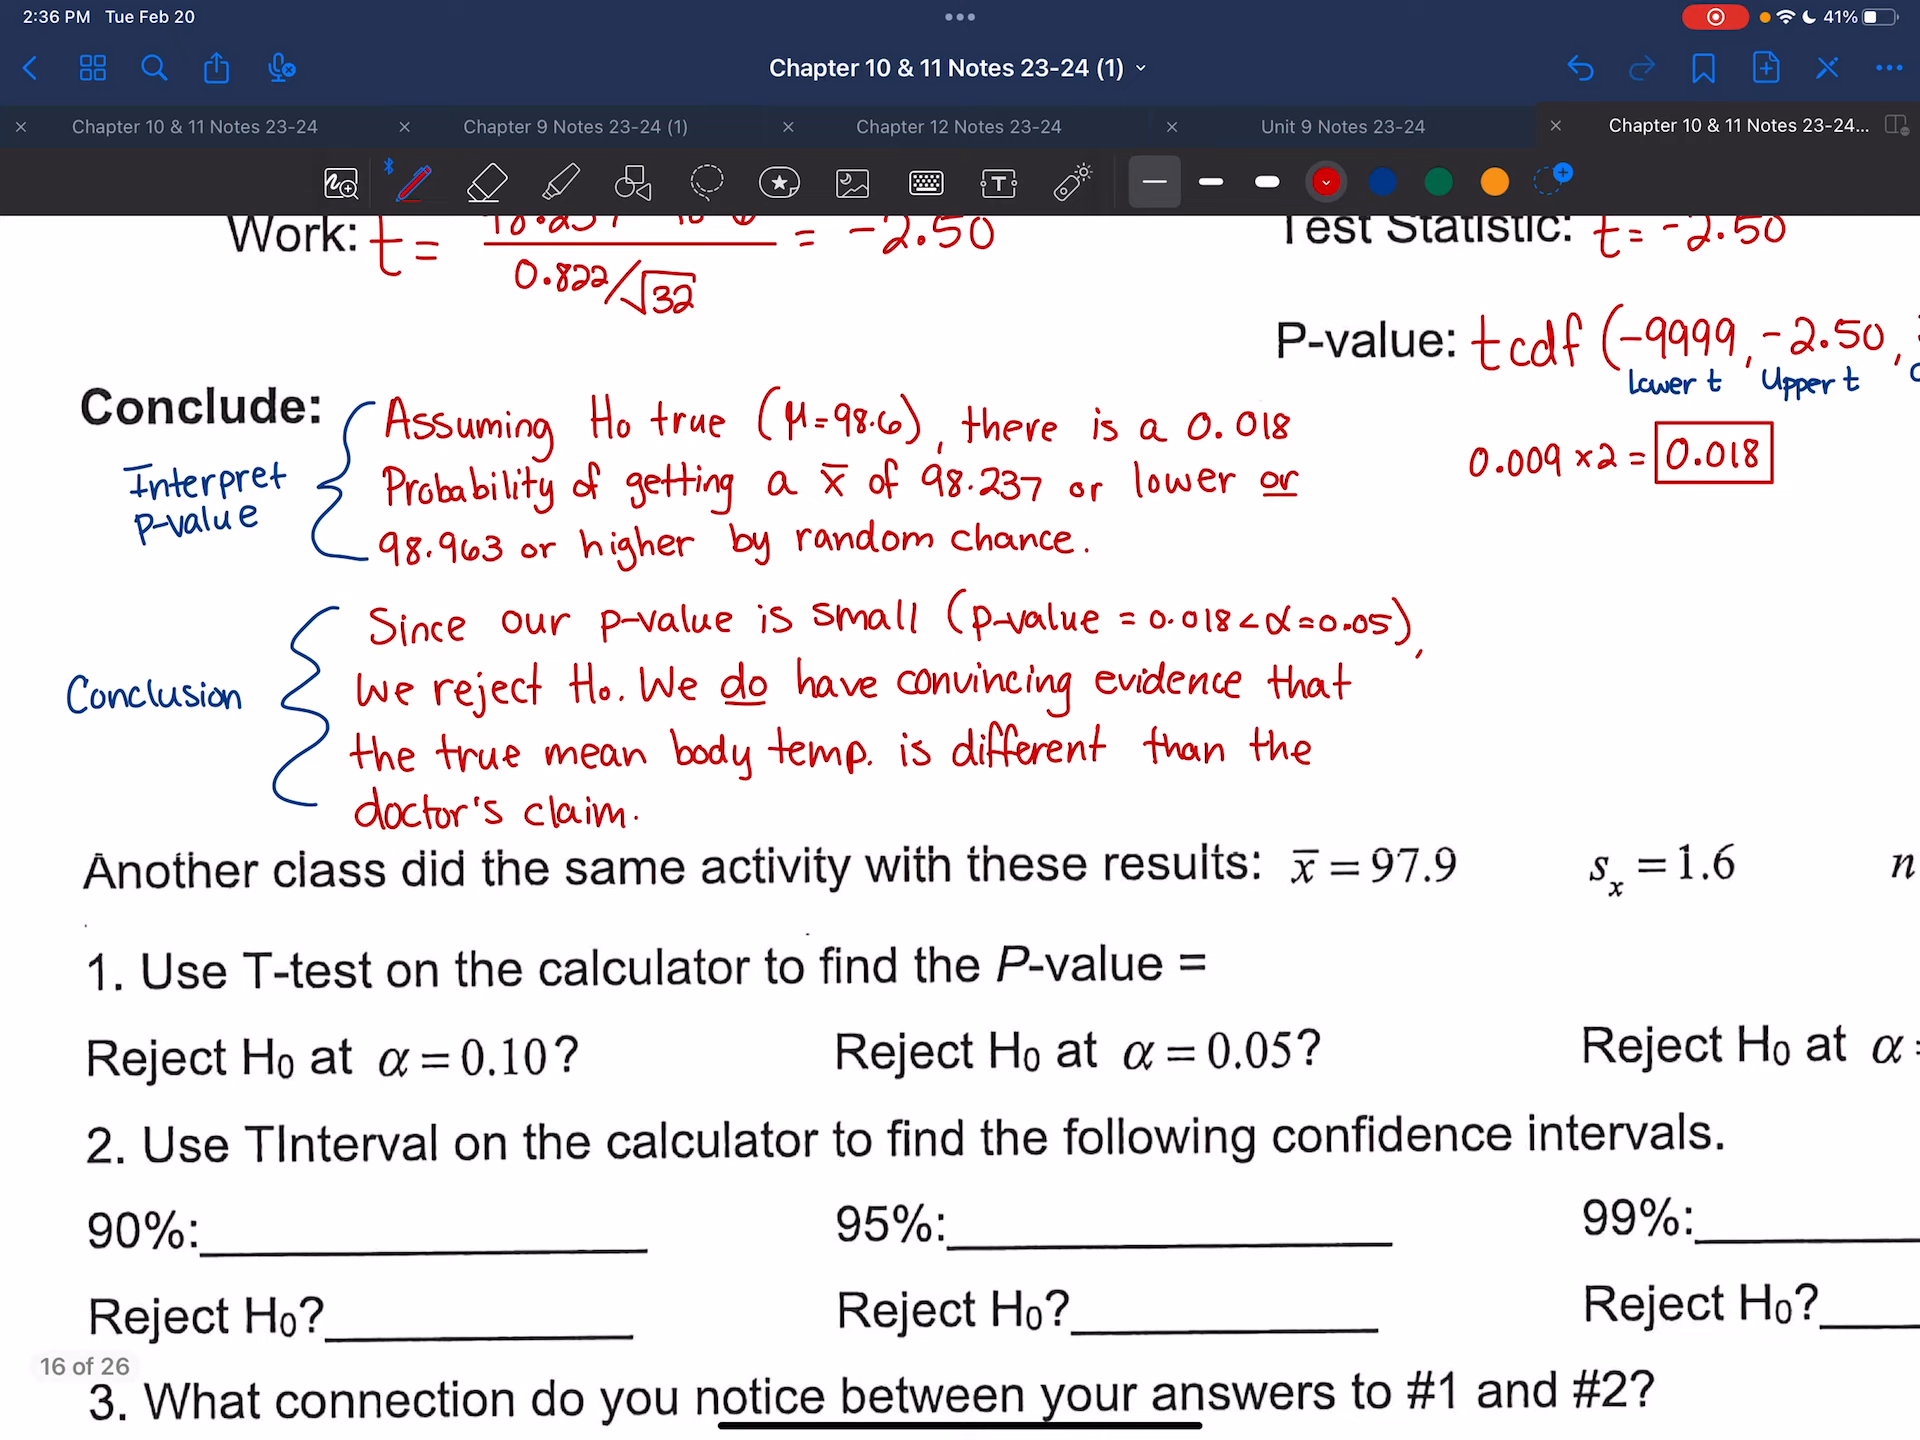 2:36 PM Tue Feb 20
41%
Chapter 10 & 11 Notes 23-24 (1)
Chapter 10 & 11 Notes 23-24
Chapter 9 Notes 23-24 (1)
Chapter 12 Notes 23-24
Unit 9 Notes 23-24
Chapter 10 & 11 Notes 23-24...
Work: t = 0.822/√32 = -2.50
Test Statistic: t = -2.50
P-value: tcdf (-9999, -2.50,
Lower t Upper t
0.009 × 2 = 0.018
Conclude:
Interpret p-value
Assuming H₀ true (μ=98.6), there is a 0.018
Probability of getting a x̄ of 98.237 or lower or
98.963 or higher by random chance.
Conclusion
Since our p-value is small (p-value = 0.018 < α = 0.05),
we reject H₀. We do have convincing evidence that
the true mean body temp. is different than the
doctor's claim.
Another class did the same activity with these results: x̄ = 97.9 sₓ = 1.6 n
1. Use T-test on the calculator to find the P-value =
Reject H₀ at α = 0.10? Reject H₀ at α = 0.05? Reject H₀ at α =
2. Use TInterval on the calculator to find the following confidence intervals.
90%: 95%: 99%:
Reject H₀? Reject H₀? Reject H₀?
16 of 26
3. What connection do you notice between your answers to #1 and #2?